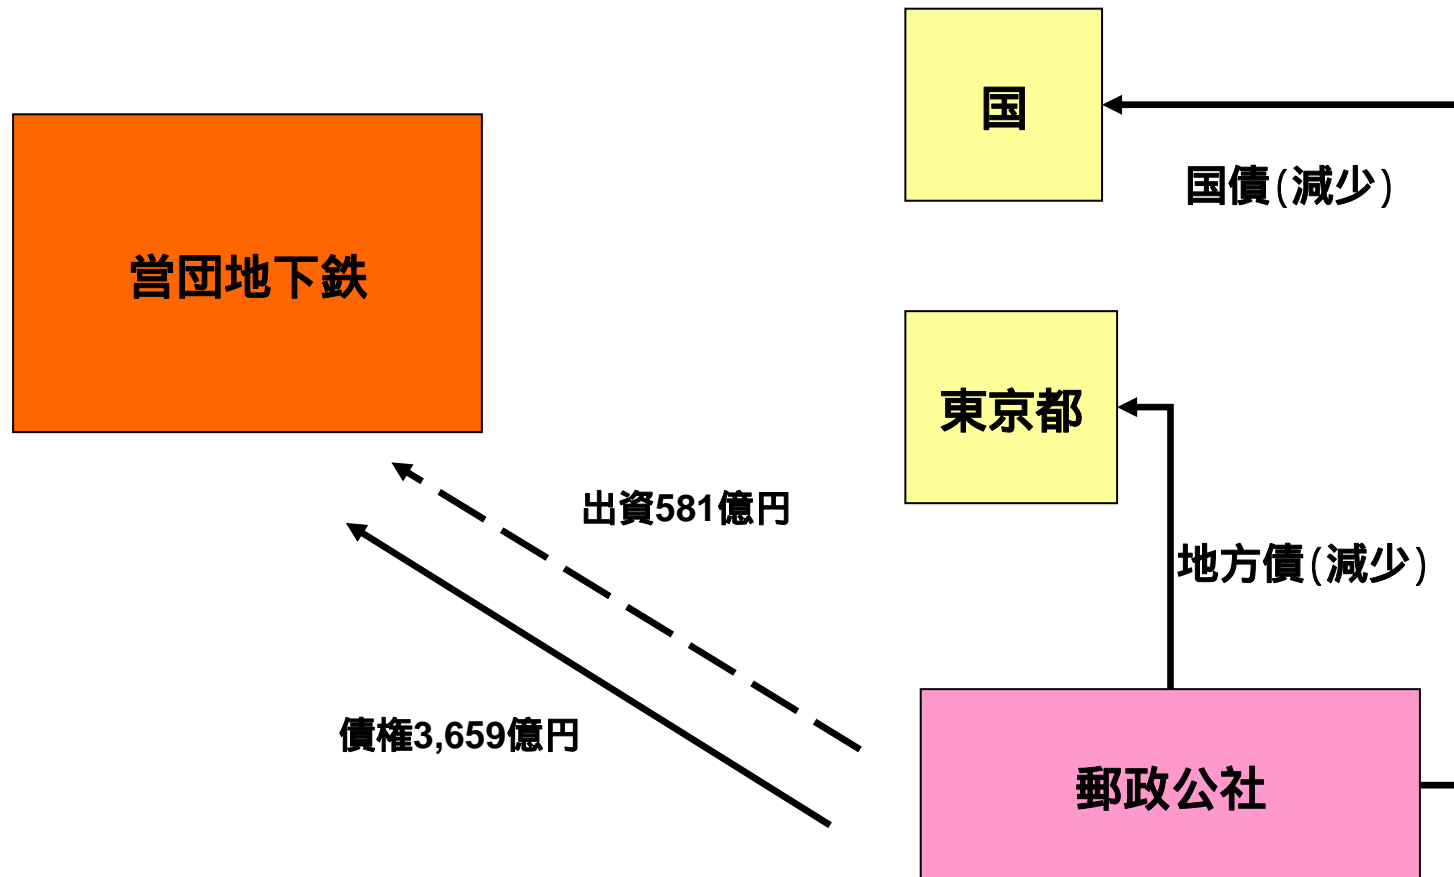 国
国債(減少)
営団地下鉄
東京都
出資581億円
地方債(減少)
債権3,659億円
郵政公社